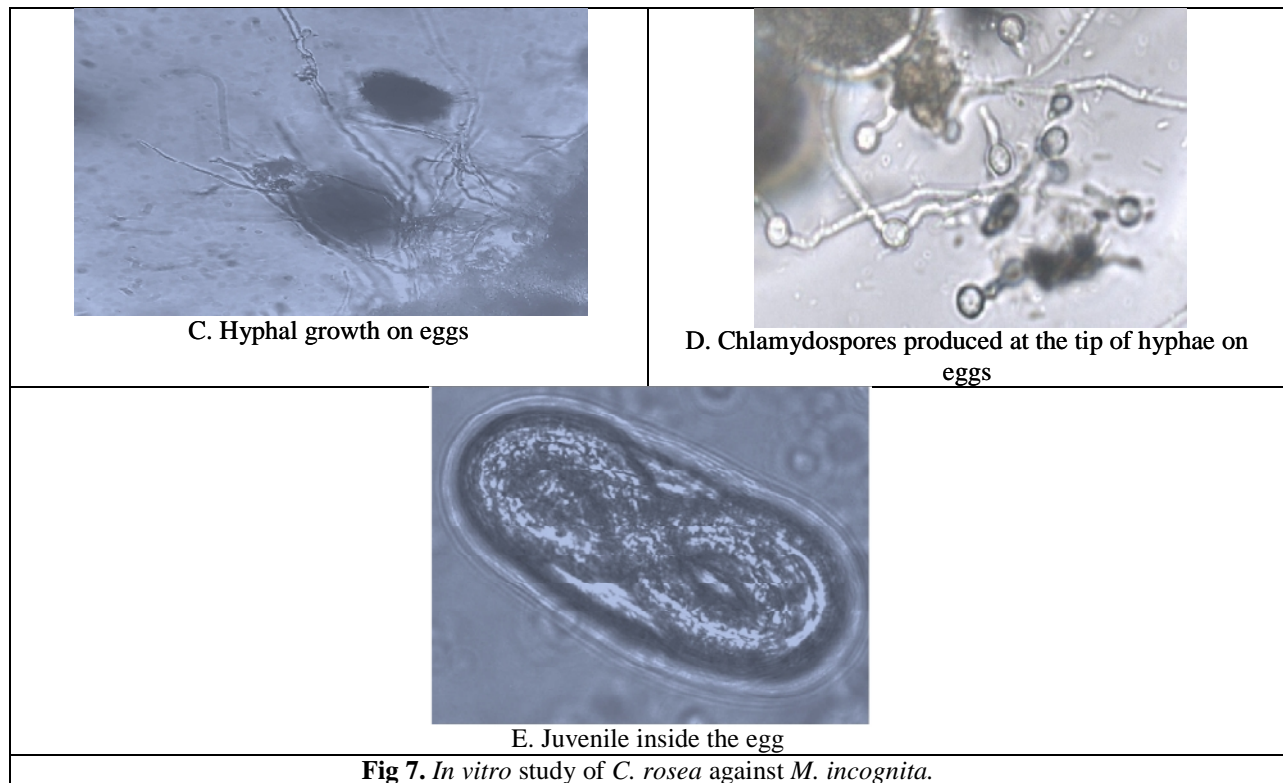 C. Hyphal growth on eggs
D. Chlamydospores produced at the tip of hyphae on
eggs
E. Juvenile inside the egg
Fig 7. In vitro study of C. rosea against M. incognita.